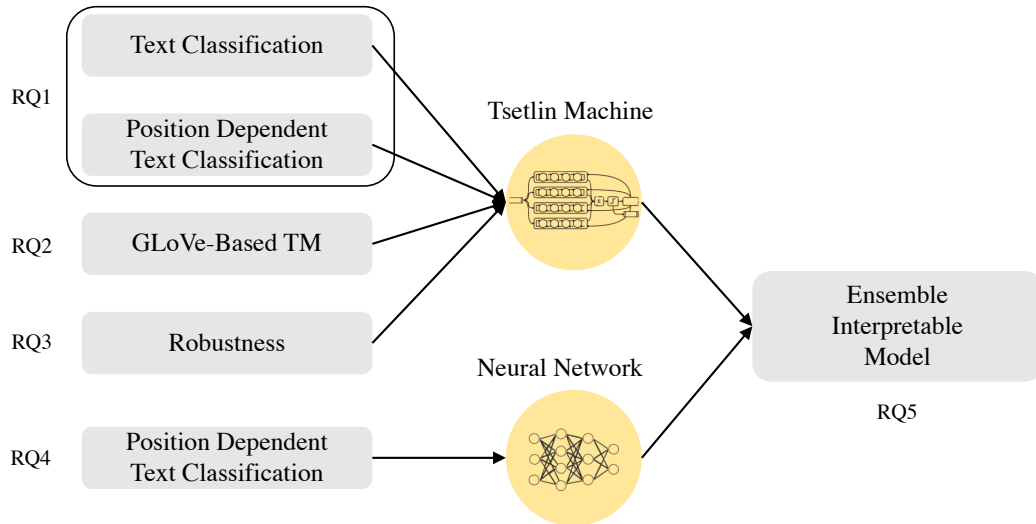 Text Classification
RQ1
Position Dependent
Text Classification
Tsetlin Machine
RQ2
GLoVe-Based TM
RQ3
Robustness
Neural Network
RQ4
Position Dependent
Text Classification
Ensemble
Interpretable
Model
RQ5